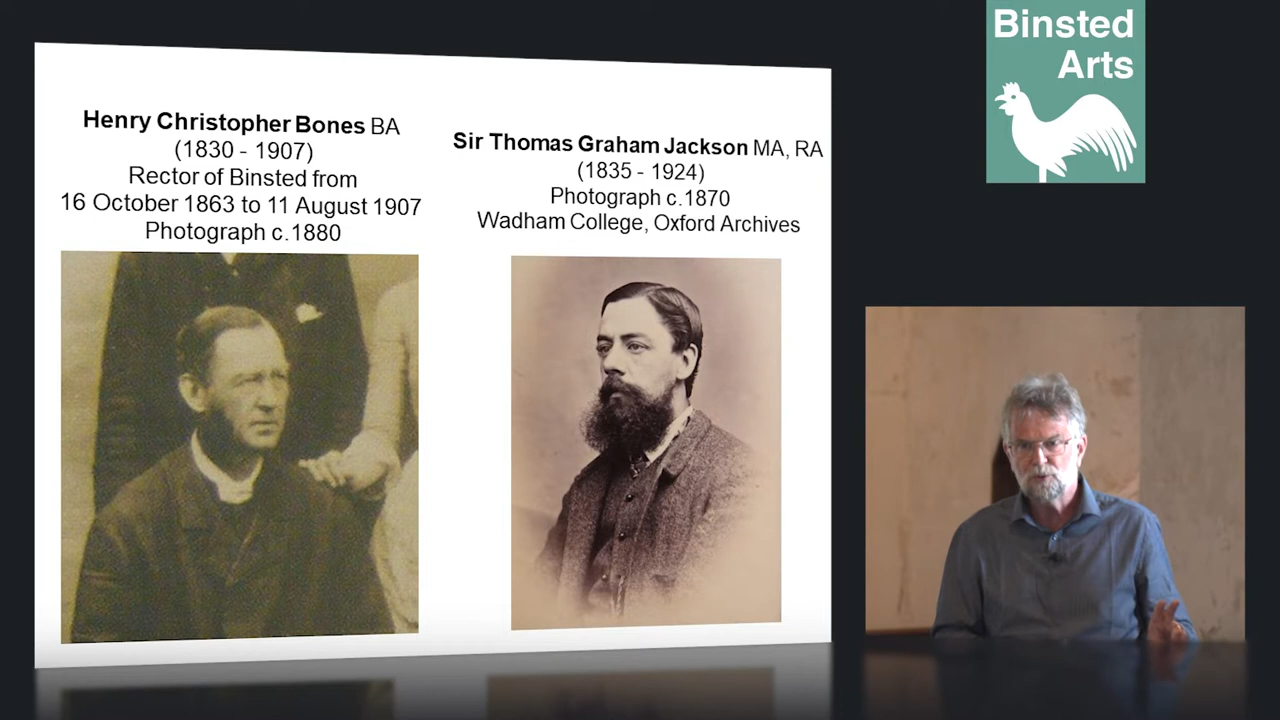 Henry Christopher Bones BA
(1830 - 1907)
Rector of Binsted from
16 October 1863 to 11 August 1907
Photograph c.1880
Sir Thomas Graham Jackson MA, RA
(1835 - 1924)
Photograph c.1870
Wadham College, Oxford Archives
Binsted
Arts